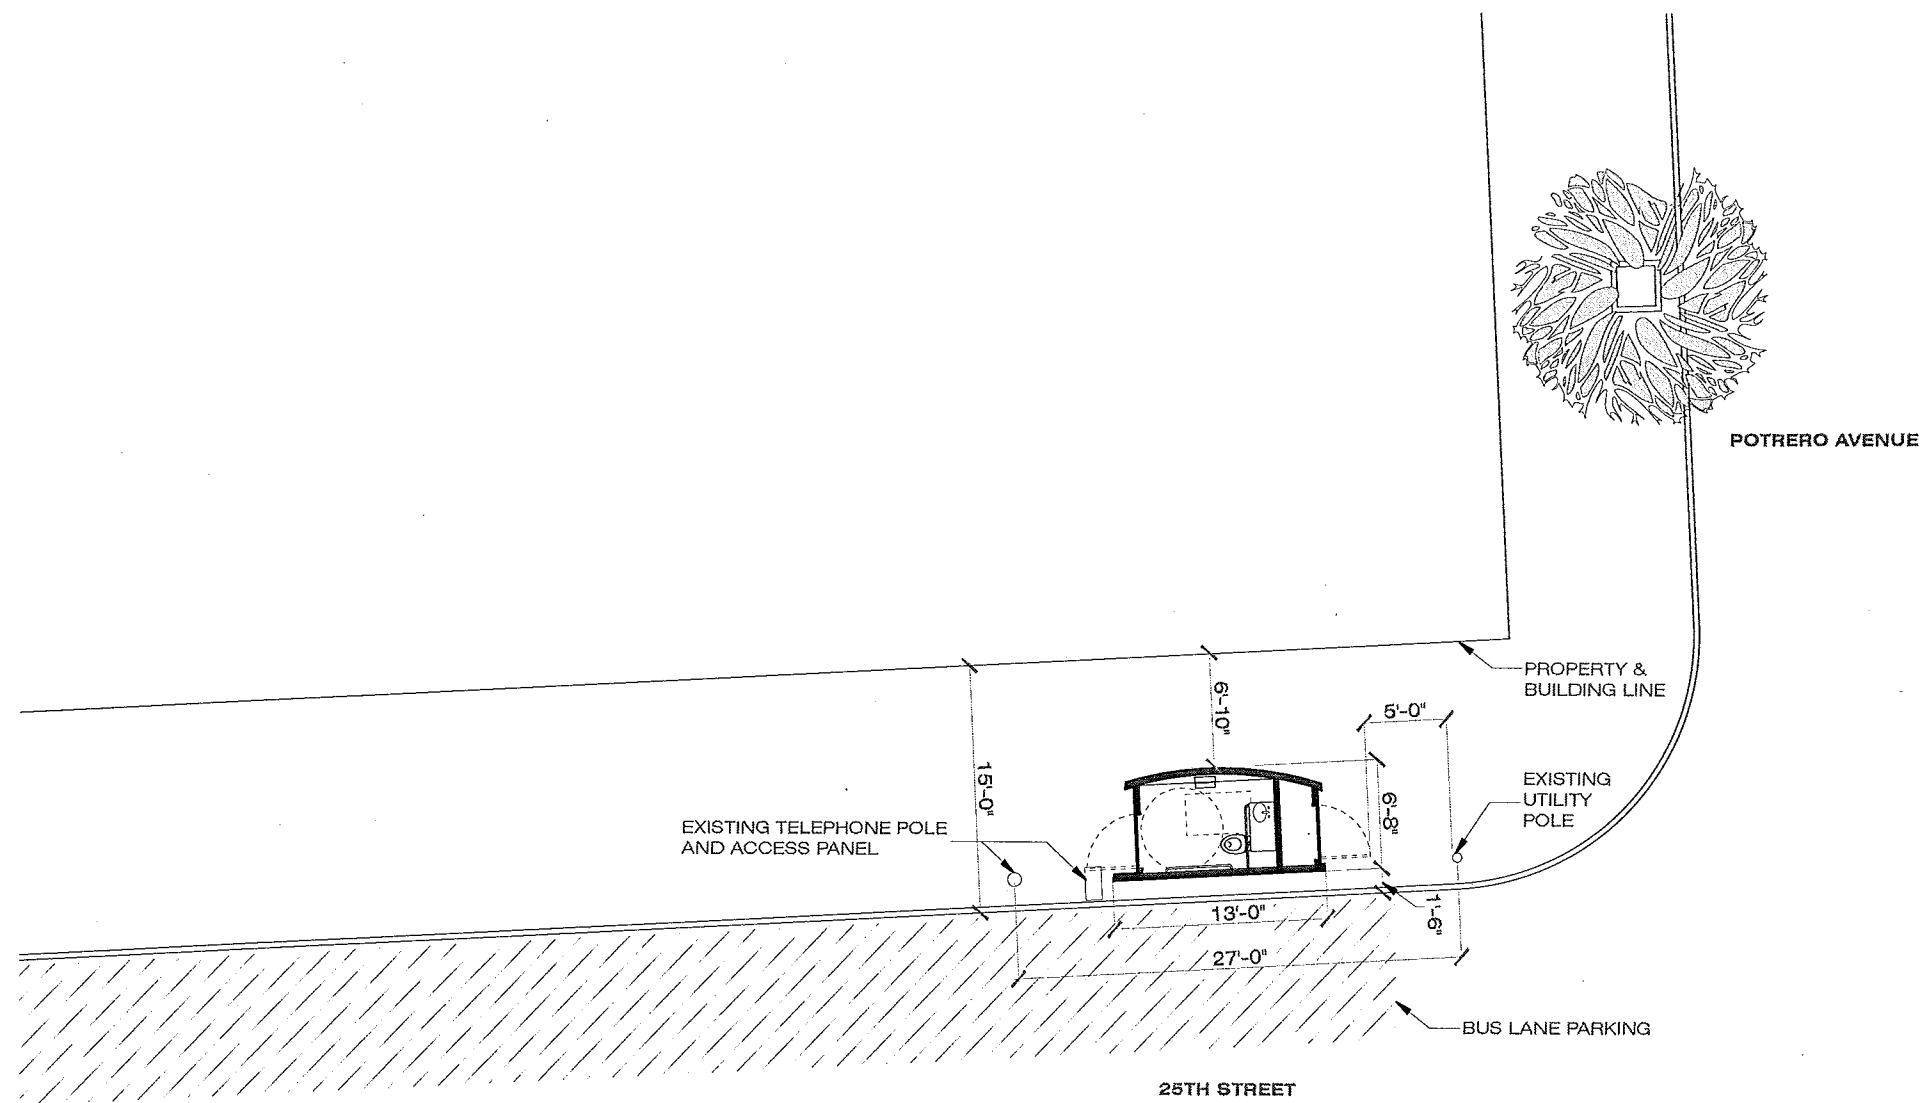 POTRERO AVENUE
PROPERTY &
BUILDING LINE
6'-10"
5'-0"
15'-0"
6'-8"
EXISTING
UTILITY
POLE
EXISTING TELEPHONE POLE
AND ACCESS PANEL
13'-0"
1'-6"
27'-0"
BUS LANE PARKING
25TH STREET